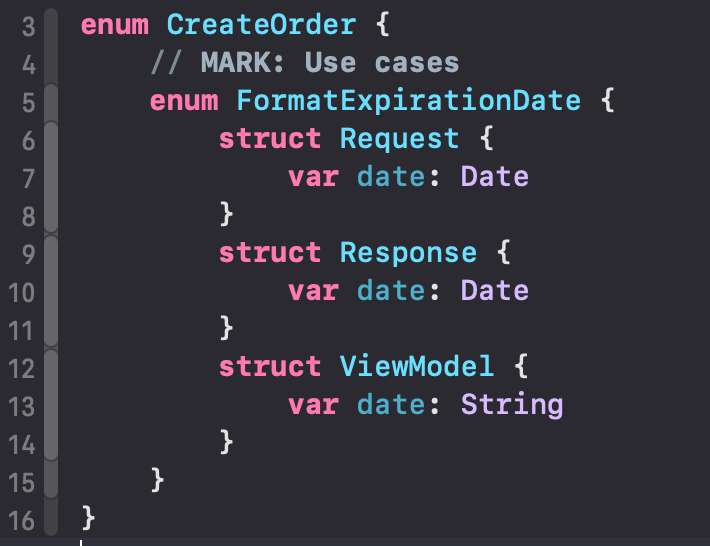 3 enum CreateOrder {
4     // MARK: Use cases
5     enum FormatExpirationDate {
6         struct Request {
7             var date: Date
8         }
9         struct Response {
10             var date: Date
11         }
12         struct ViewModel {
13             var date: String
14         }
15     }
16 }